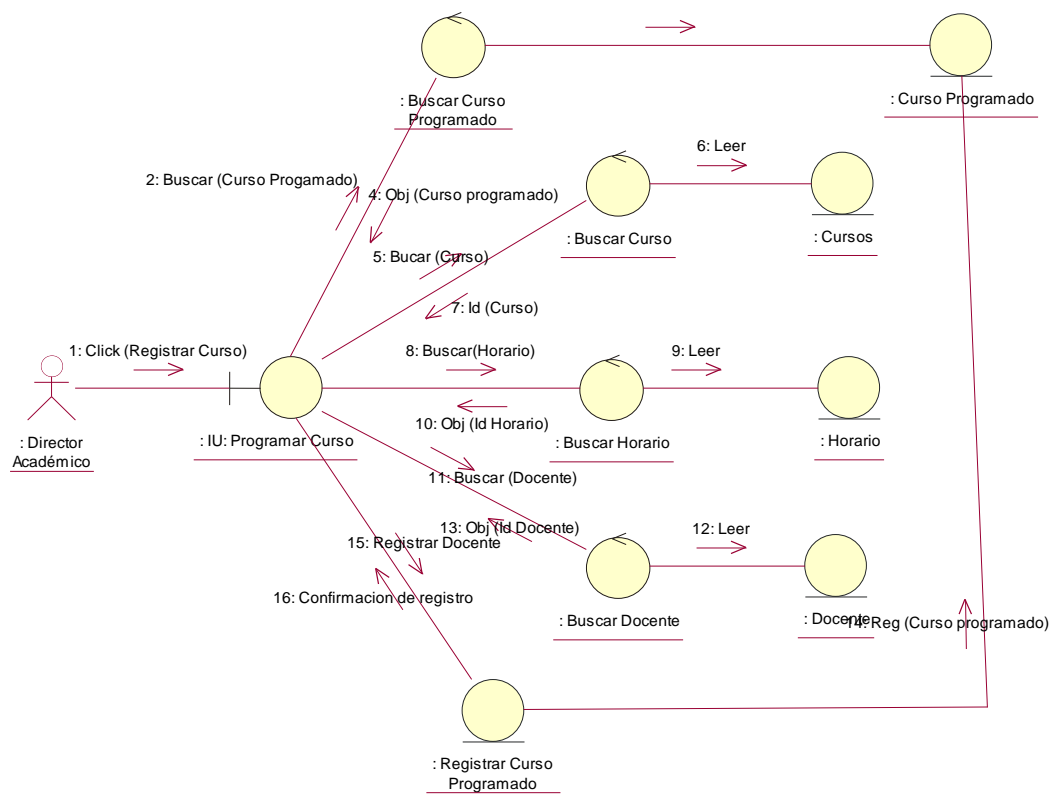 : Buscar Curso
Programado
: Curso Programado
6: Leer
2: Buscar (Curso Progamado)
4: Obj (Curso programado)
: Buscar Curso
: Cursos
5: Bucar (Curso)
7: Id (Curso)
1: Click (Registrar Curso)
8: Buscar(Horario)
9: Leer
10: Obj (Id Horario)
: Director
Académico
: IU: Programar Curso
: Buscar Horario
: Horario
11: Buscar (Docente)
13: Obj (Id Docente)
12: Leer
15: Registrar Docente
16: Confirmacion de registro
: Buscar Docente
: Docente
14: Reg (Curso programado)
: Registrar Curso
Programado